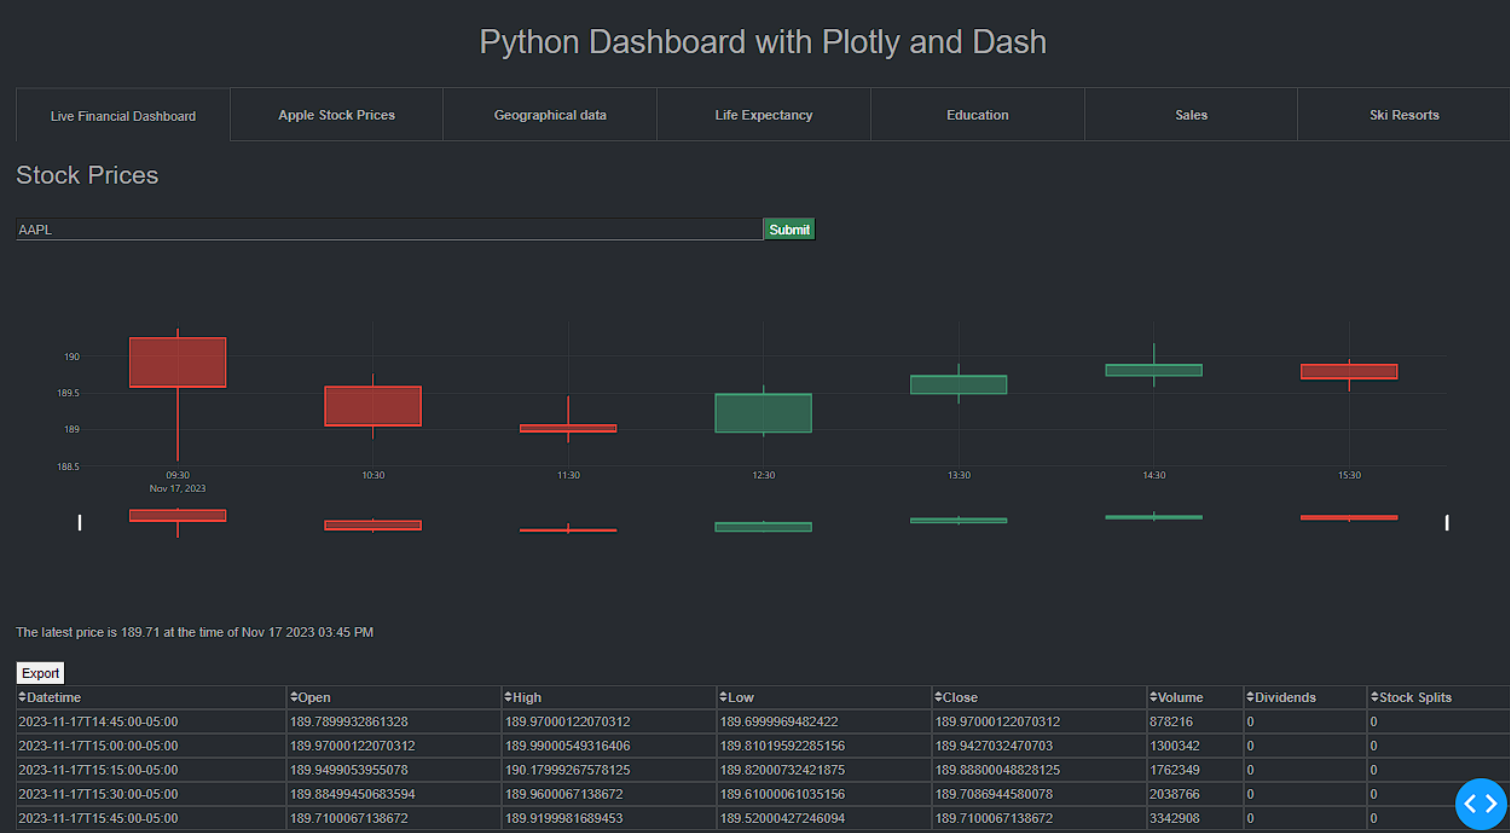 Python Dashboard with Plotly and Dash
Live Financial Dashboard Apple Stock Prices Geographical data Life Expectancy Education Sales Ski Resorts
Stock Prices
AAPL Submit
190
189.5
189
188.5
09:30 10:30 11:30 12:30 13:30 14:30 15:30
Nov 17, 2023
The latest price is 189.71 at the time of Nov 17 2023 03:45 PM
Export
Datetime Open High Low Close Volume Dividends Stock Splits
2023-11-17T14:45:00-05:00 189.7899932861328 189.97000122070312 189.6999969482422 189.97000122070312 878216 0 0
2023-11-17T15:00:00-05:00 189.97000122070312 189.99000549316406 189.81019592285156 189.9427032470703 1300342 0 0
2023-11-17T15:15:00-05:00 189.9499053955078 190.17999267578125 189.82000732421875 189.88800048828125 1762349 0 0
2023-11-17T15:30:00-05:00 189.88499450683594 189.9600067138672 189.61000061035156 189.7086944580078 2038766 0 0
2023-11-17T15:45:00-05:00 189.7100067138672 189.9199981689453 189.52000427246094 189.7100067138672 3342908 0 0